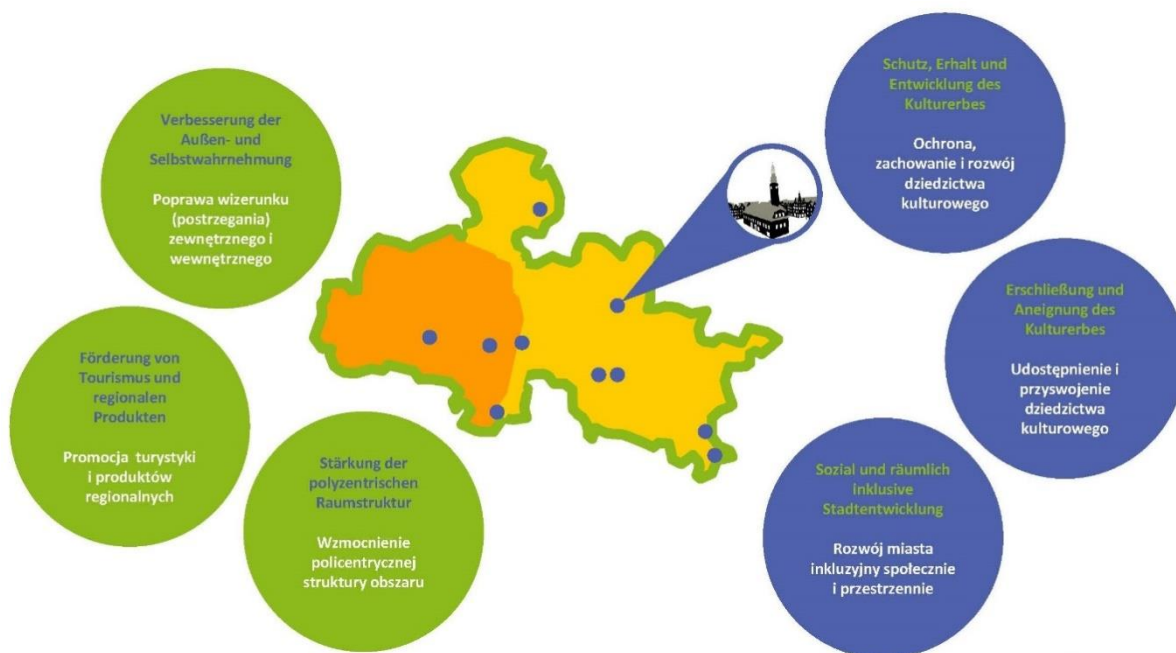 Verbesserung der
Außen- und
Selbstwahrnehmung
Poprawa wizerunku
(postrzegania)
zewnętrznego i
wewnętrznego
Förderung von
Tourismus und
regionalen
Produkten
Promocja turystyki
i produktów
regionalnych
Stärkung der
polyzentrischen
Raumstruktur
Wzmocnienie
policentrycznej
struktury obszaru
Schutz, Erhalt und
Entwicklung des
Kulturerbes
Ochrona,
zachowanie i rozwój
dziedzictwa
kulturowego
Erschließung und
Aneignung des
Kulturerbes
Udostępnienie i
przyswojenie
dziedzictwa
kulturowego
Sozial und räumlich
inklusive
Stadtentwicklung
Rozwój miasta
inkluzyjny społecznie
i przestrzennie